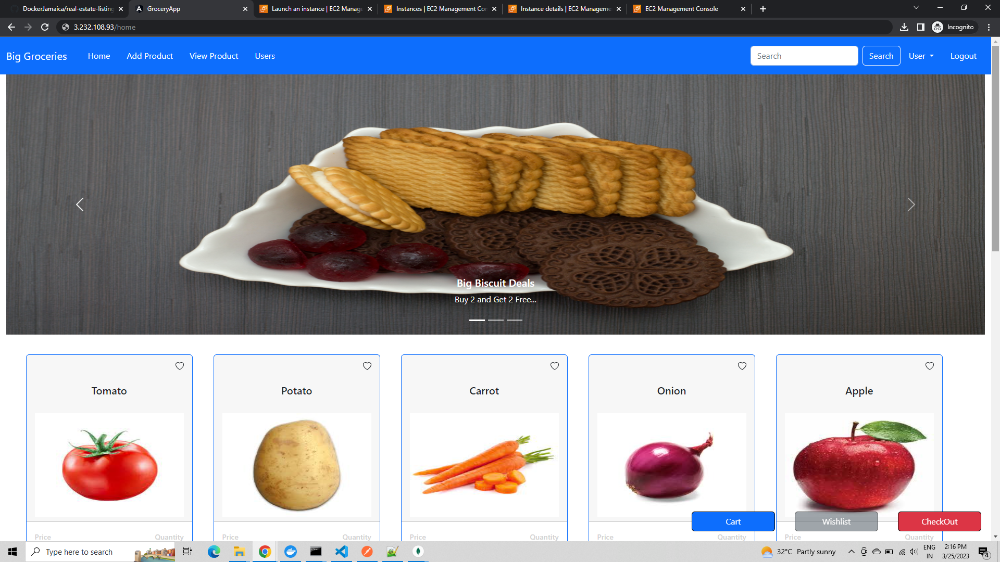 DockerJamaica/real-estate-listing
GroceryApp
Launch an instance | EC2 Manage
Instances | EC2 Management Cor
Instance details | EC2 Manageme
EC2 Management Console
3.232.108.93/home
Incognito
Big Groceries
Home
Add Product
View Product
Users
Search
Search
User
Logout
Big Biscuit Deals
Buy 2 and Get 2 Free...
Tomato
Potato
Carrot
Onion
Apple
Price Quantity
Price Quantity
Price Quantity
Price Quantity
Price Quantity
Cart
Wishlist
CheckOut
Type here to search
32°C Partly sunny
ENG
IN
2:16 PM
3/25/2023
4